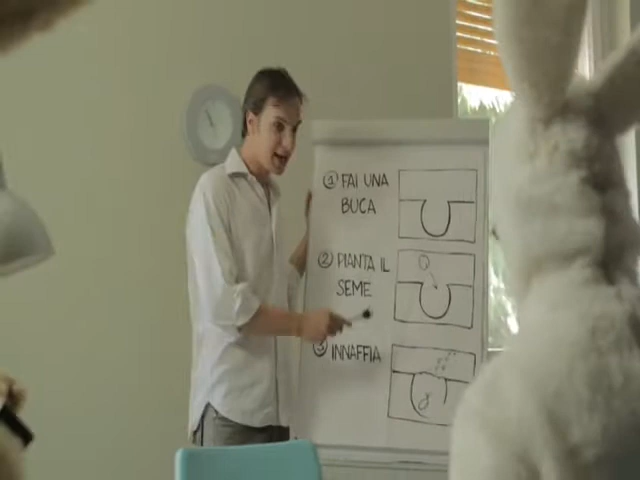 ① FAI UNA
BUCA
② PIANTA IL
SEME
③ INNAFFIA